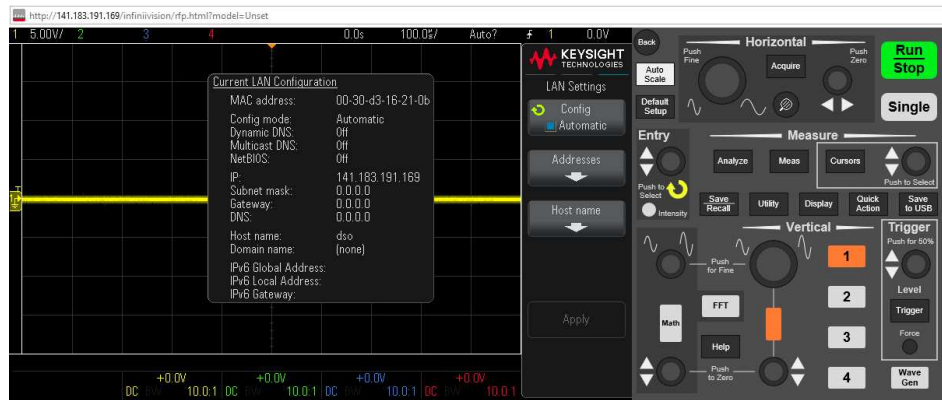 http://141.183.191.169/infiniivision/rfp.html?model=Unset
1 5.00V/ 2 3 4 0.0s 100.0%/ Auto? 1 0.0V
KEYSIGHT
TECHNOLOGIES
LAN Settings
Config
Automatic
Addresses
Host name
Apply
Current LAN Configuration
MAC address: 00-30-d3-16-21-0b
Config mode: Automatic
Dynamic DNS: Off
Multicast DNS: Off
NetBIOS: Off
IP: 141.183.191.169
Subnet mask: 0.0.0.0
Gateway: 0.0.0.0
DNS: 0.0.0.0
Host name: dso
Domain name: (none)
IPv6 Global Address:
IPv6 Local Address:
IPv6 Gateway:
+0.0V +0.0V +0.0V +0.0V
DC BW 10.0:1 DC BW 10.0:1 DC BW 10.0:1 DC BW 10.0:1
Back
Auto
Scale
Default
Setup
Horizontal
Push
Fine
Acquire
Push
Zero
Run
Stop
Single
Entry
Push to
Select
Intensity
Measure
Analyze Meas Cursors
Push to Select
Save
Recall
Utility
Display
Quick
Action
Save
to USB
Vertical
Push
for Fine
1
2
3
4
Math
FFT
Help
Push
to Zero
Trigger
Push for 50%
Level
Trigger
Force
Wave
Gen